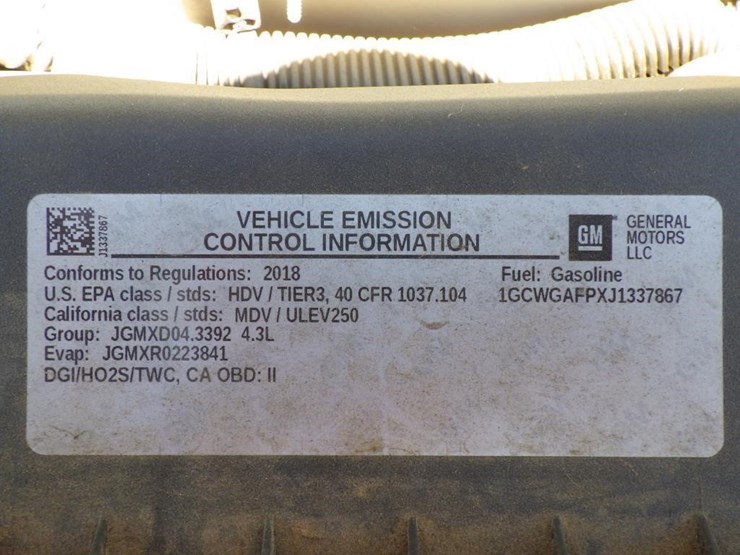 J1337867
VEHICLE EMISSION
CONTROL INFORMATION
GM
GENERAL
MOTORS
LLC
Conforms to Regulations: 2018
Fuel: Gasoline
U.S. EPA class / stds: HDV / TIER3, 40 CFR 1037.104
1GCWGAFPXJ1337867
California class / stds: MDV / ULEV250
Group: JGMXD04.3392 4.3L
Evap: JGMXR0223841
DGI/HO2S/TWC, CA OBD: II